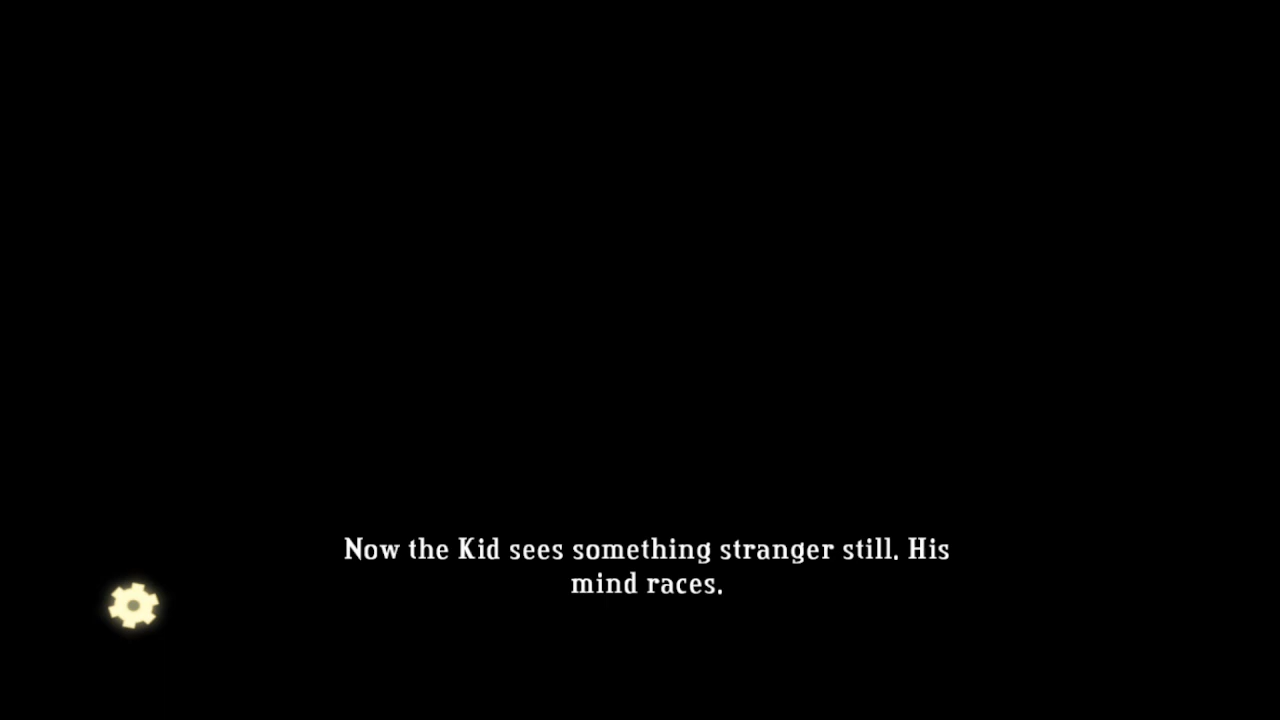 Now the Kid sees something stranger still. His
mind races.